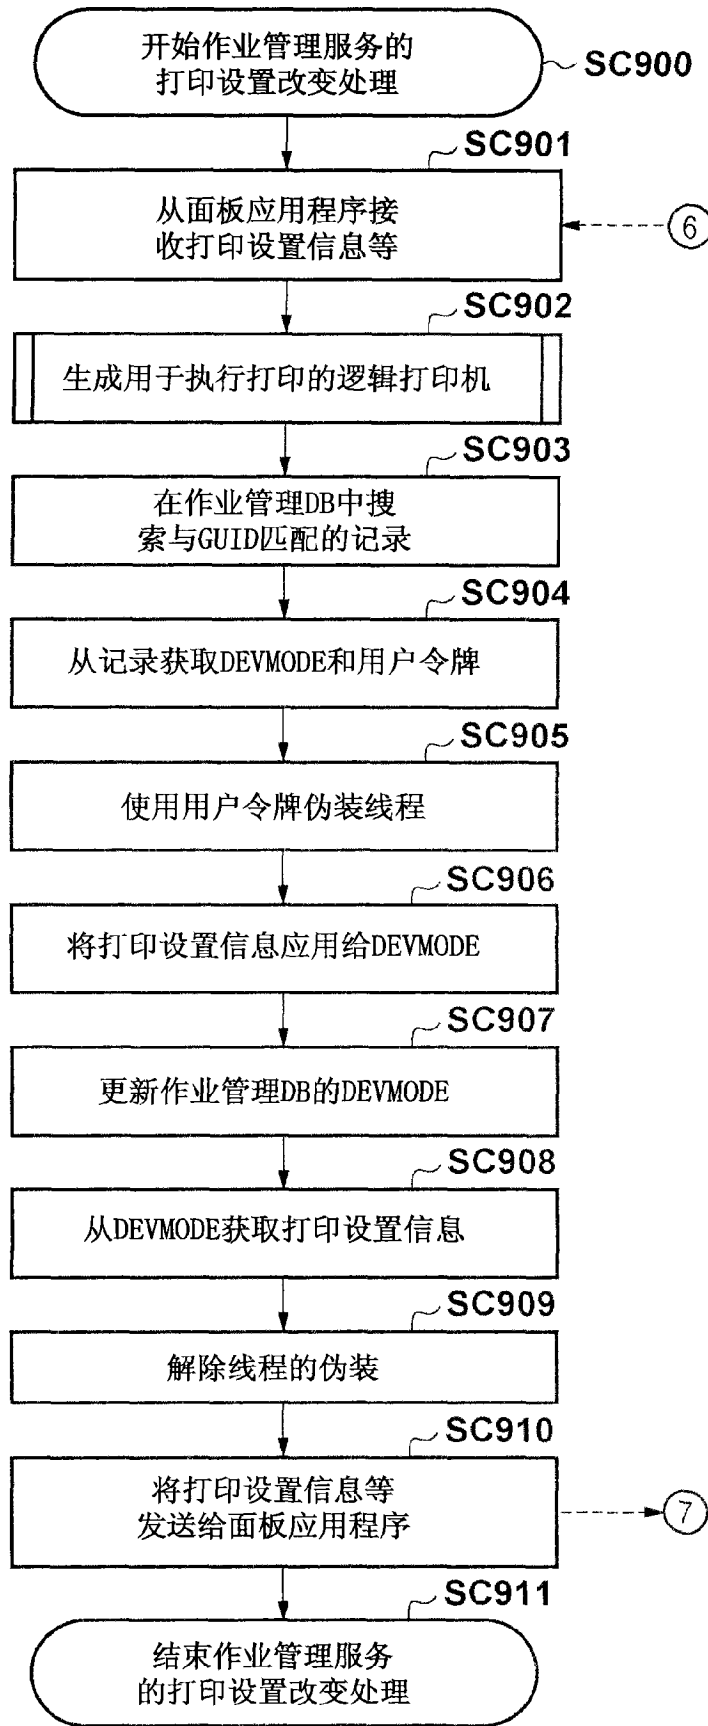 开始作业管理服务的
打印设置改变处理
SC900
SC901
从面板应用程序接
收打印设置信息等
6
SC902
生成用于执行打印的逻辑打印机
SC903
在作业管理DB中搜
索与GUID匹配的记录
SC904
从记录获取DEVMODE和用户令牌
SC905
使用用户令牌伪装线程
SC906
将打印设置信息应用给DEVMODE
SC907
更新作业管理DB的DEVMODE
SC908
从DEVMODE获取打印设置信息
SC909
解除线程的伪装
SC910
将打印设置信息等
发送给面板应用程序
7
SC911
结束作业管理服务
的打印设置改变处理